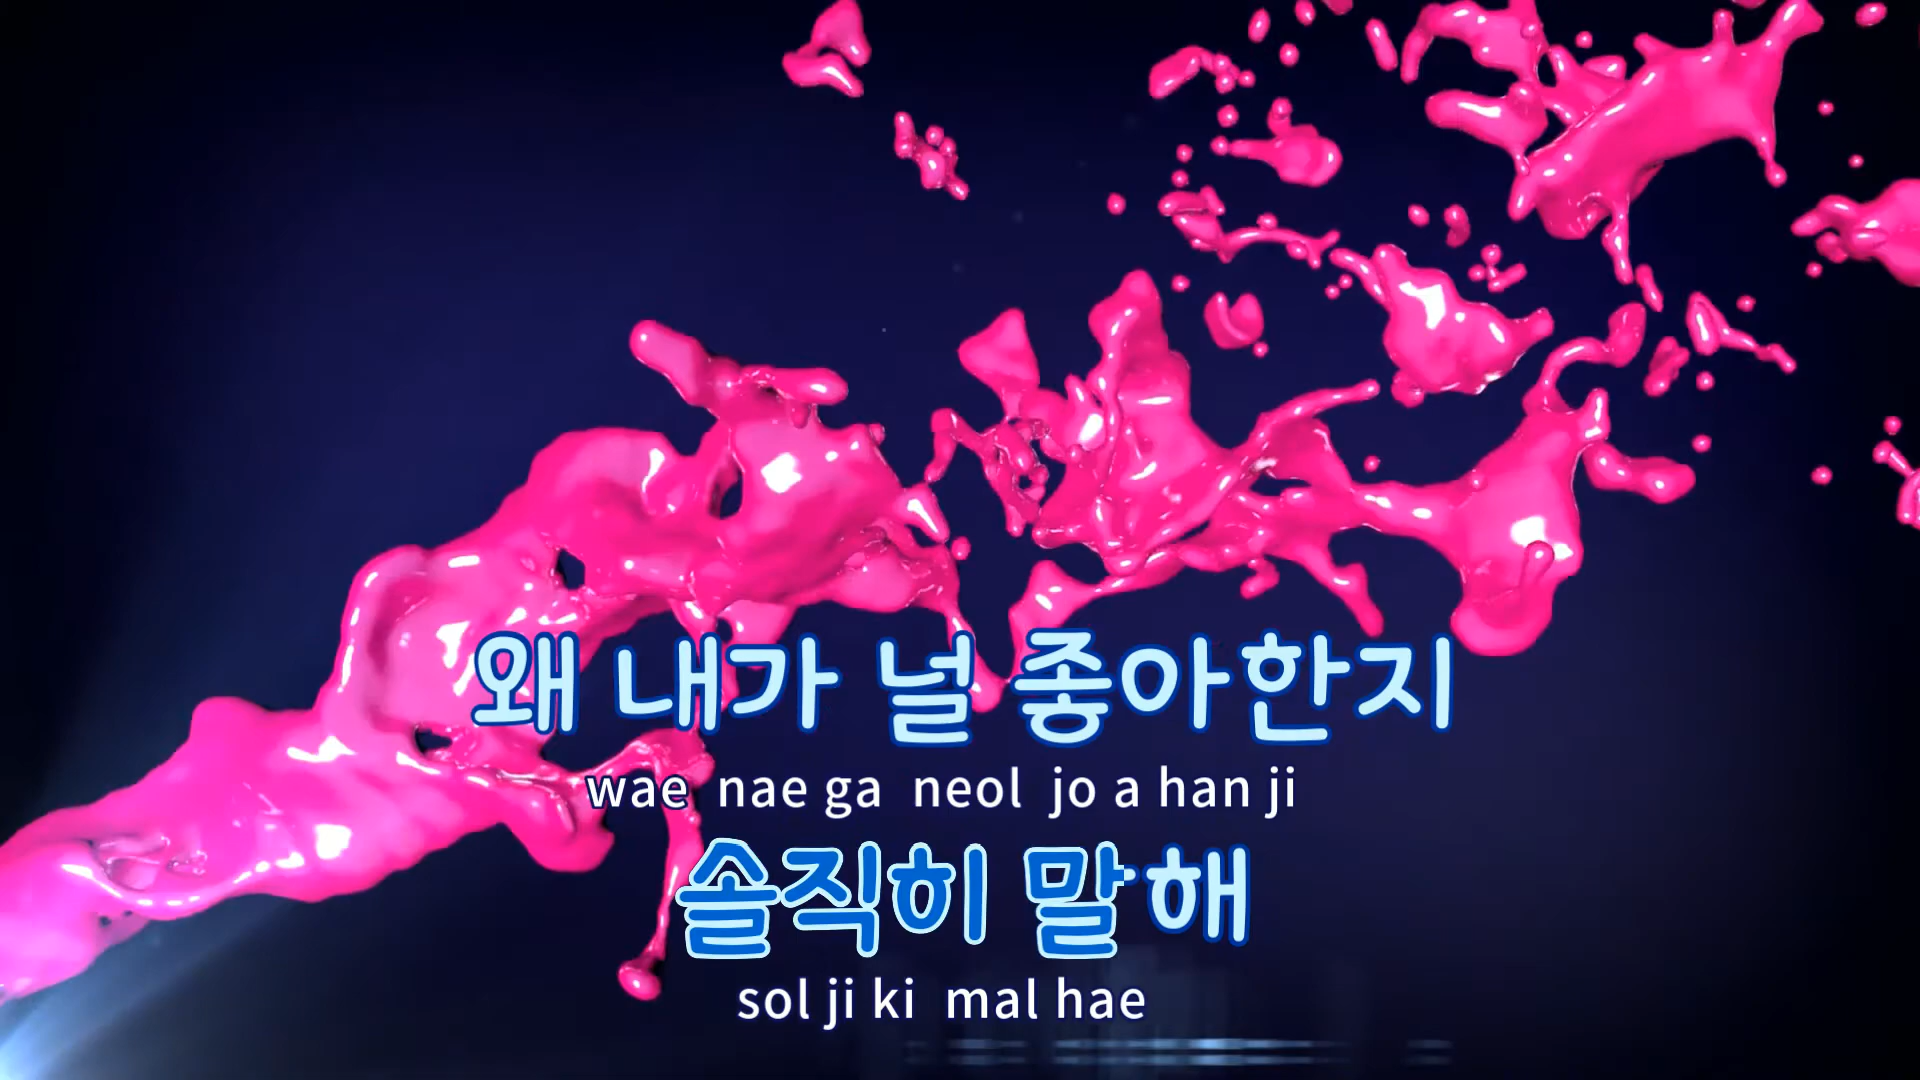 왜 내가 널 좋아한지
wae nae ga neol jo a han ji
솔직히 말해
sol ji ki mal hae